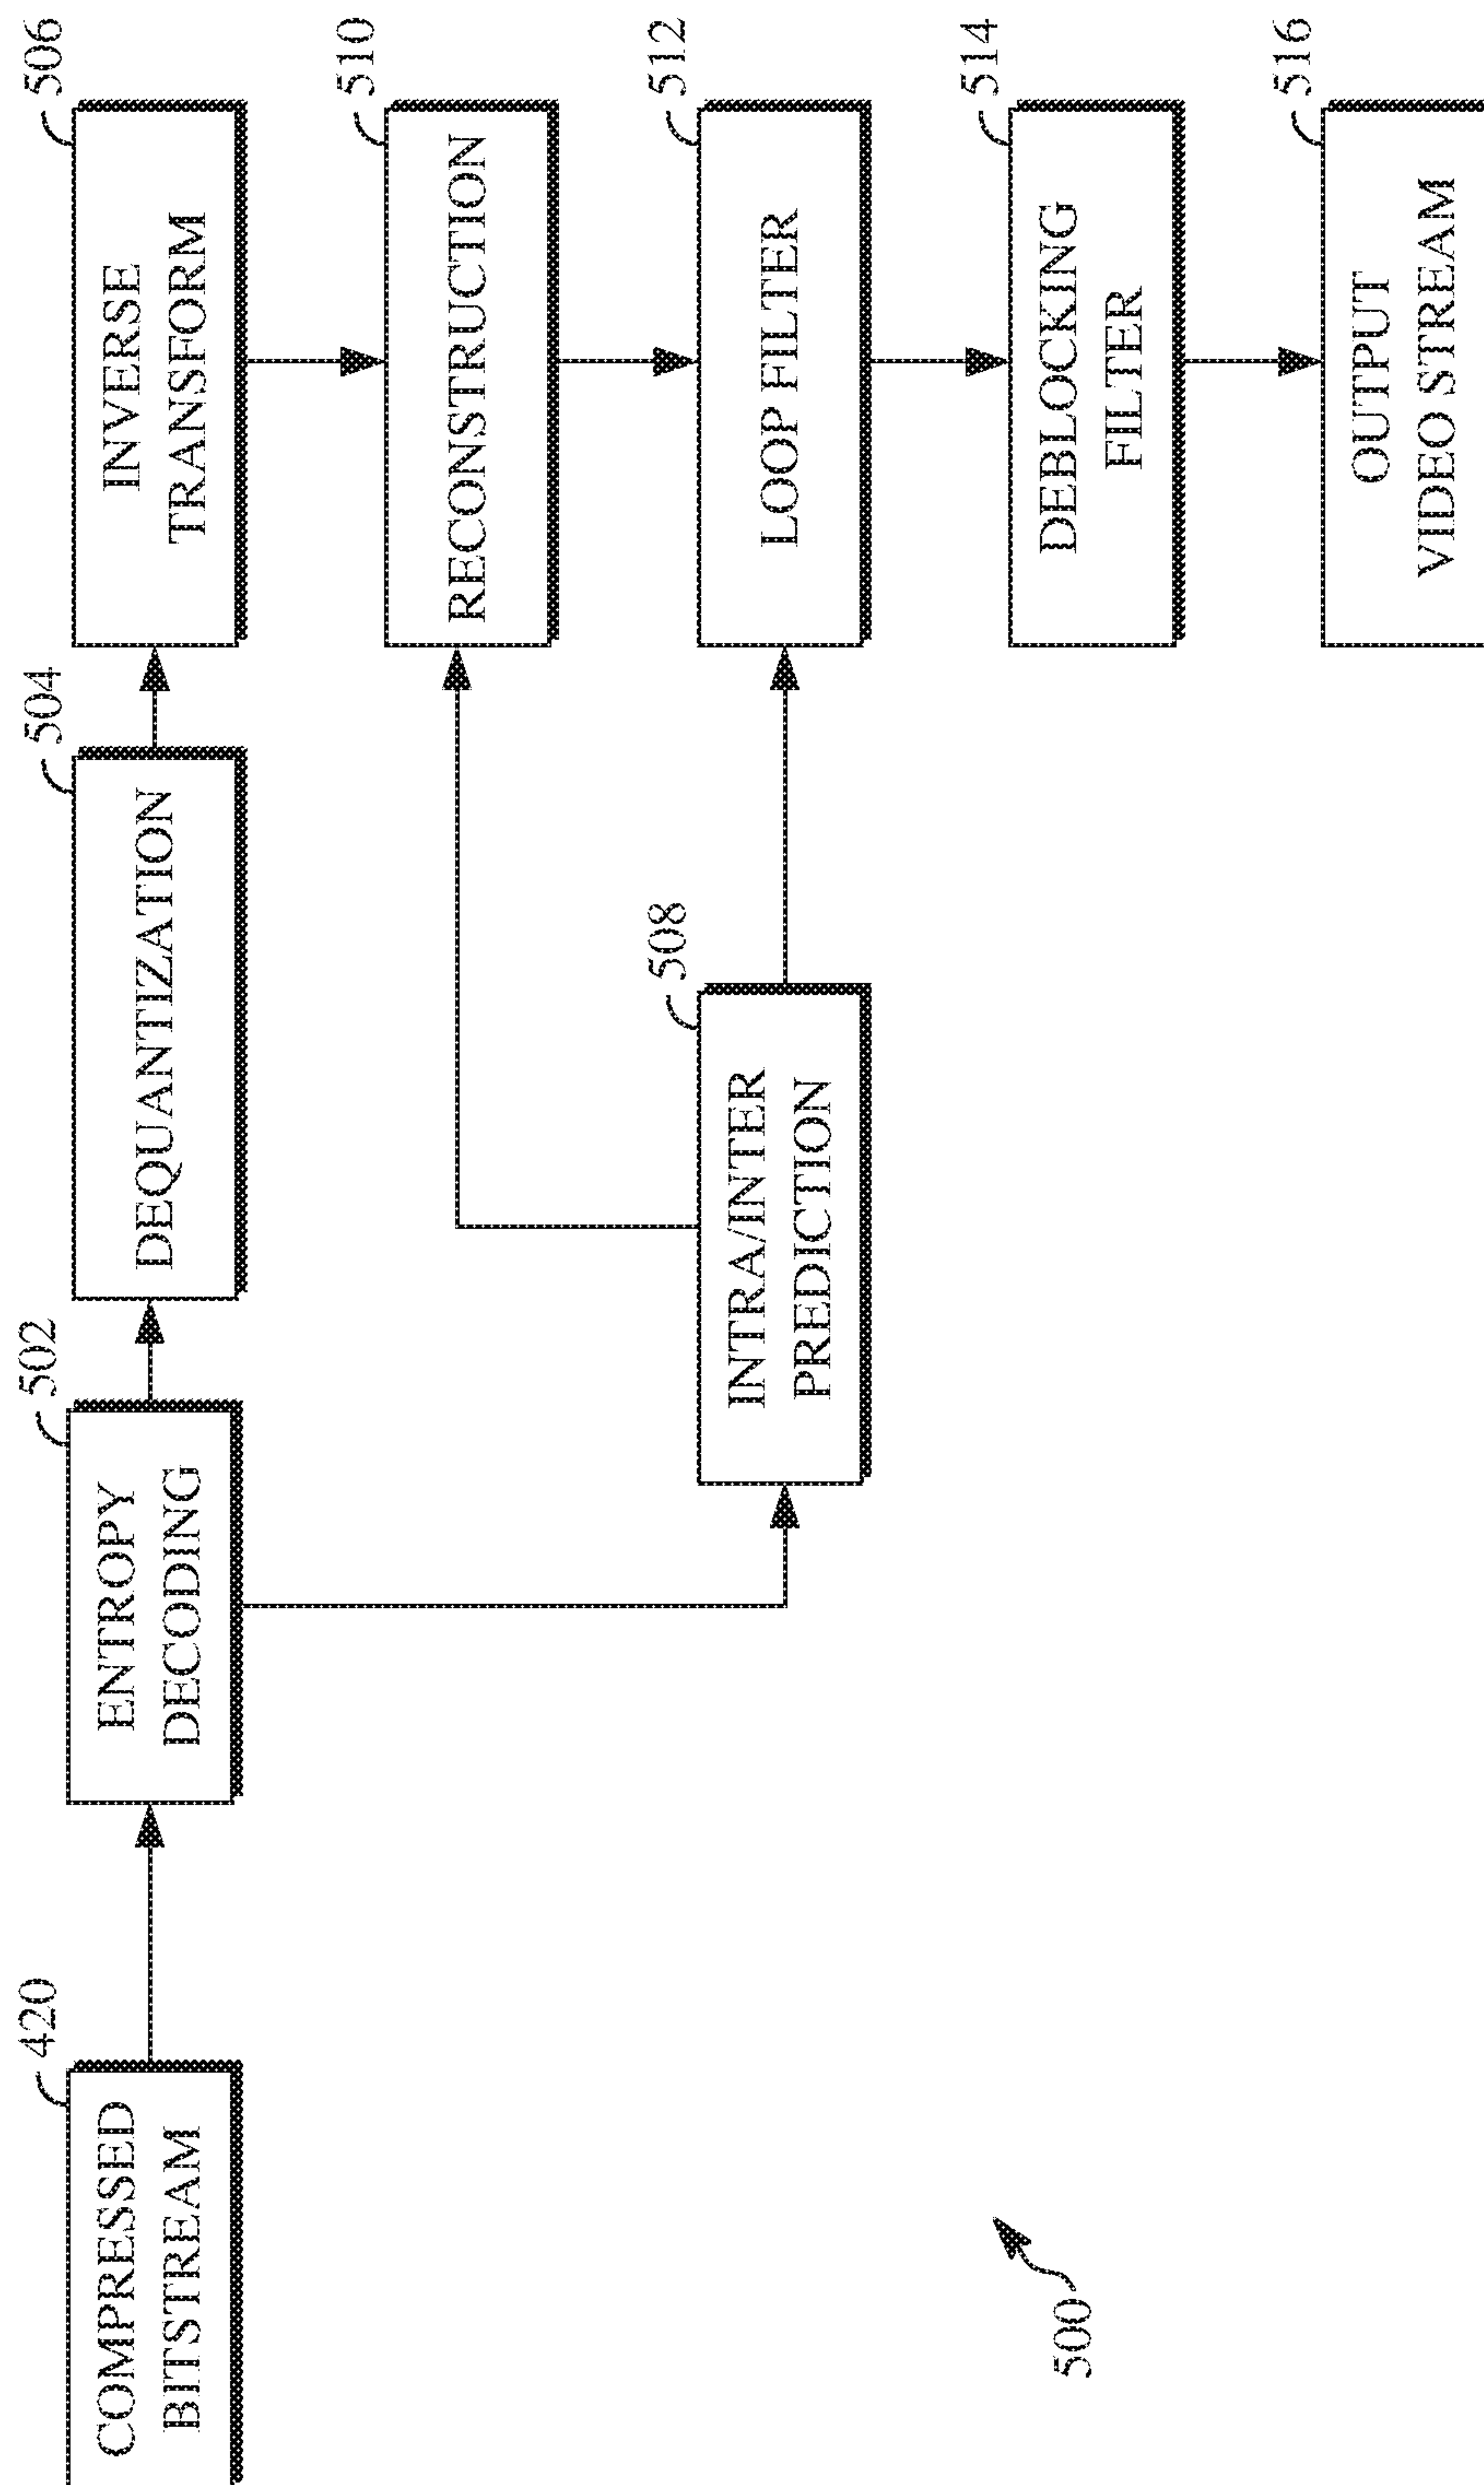 420
COMPRESSED
BITSTREAM
502
ENTROPY
DECODING
504
DEQUANTIZATION
506
INVERSE
TRANSFORM
508
INTRA/INTER
PREDICTION
510
RECONSTRUCTION
512
LOOP FILTER
514
DEBLOCKING
FILTER
516
OUTPUT
VIDEO STREAM
500